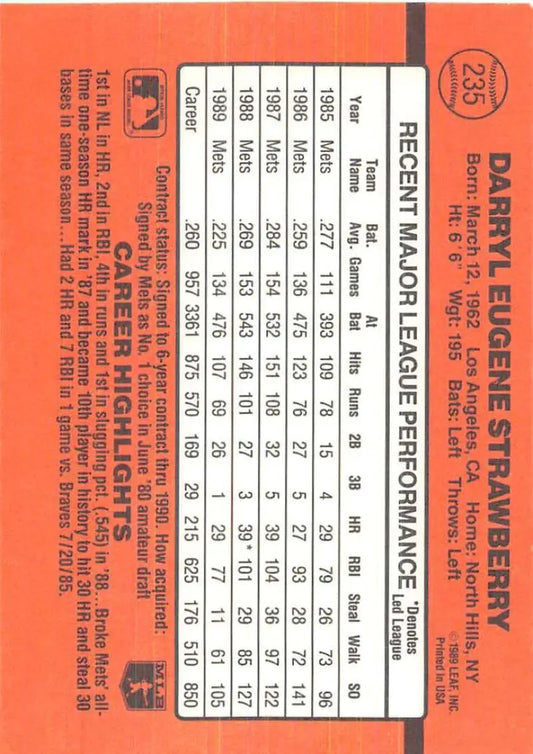 235
DARRYL EUGENE STRAWBERRY
Born: March 12, 1962 Los Angeles, CA Home: North Hills, NY
Ht: 6' 6" Wgt: 195 Bats: Left Throws: Left
© 1989 LEAF, INC.
Printed in USA
RECENT MAJOR LEAGUE PERFORMANCE *Denotes Led League
Year Team Name Bat. Avg. Games At Bat Hits Runs 2B 3B HR RBI Steal Walk SO
1985 Mets .277 111 393 109 78 15 4 29 79 26 73 96
1986 Mets .259 136 475 123 76 27 5 27 93 28 72 141
1987 Mets .284 154 532 151 108 32 5 39 104 36 97 122
1988 Mets .269 153 543 146 101 27 3 39* 101 29 85 127
1989 Mets .225 134 476 107 69 26 1 29 77 11 61 105
Career .260 957 3361 875 570 169 29 215 625 176 510 850
Contract status: Signed to 6-year contract thru 1990. How acquired:
Signed by Mets as No. 1 choice in June '80 amateur draft
CAREER HIGHLIGHTS
MLB
1st in NL in HR, 2nd in RBI, 4th in runs and 1st in slugging pct. (.545) in '88... Broke Mets' all-
time one-season HR mark in '87 and became 10th player in history to hit 30 HR and steal 30
bases in same season... Had 2 HR and 7 RBI in 1 game vs. Braves 7/20/85.